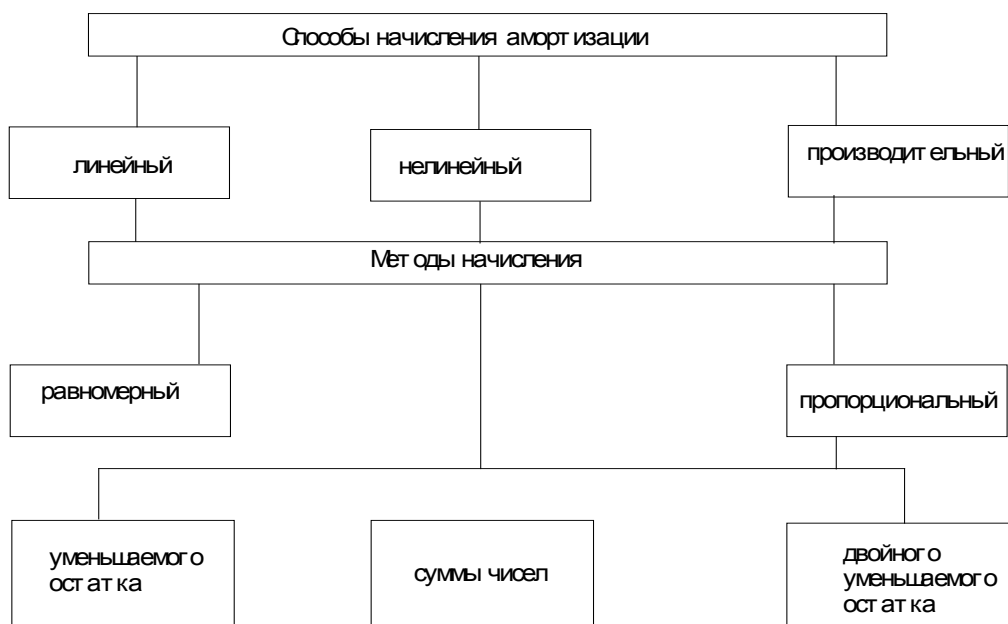 Способы начисления амортизации
линейный
нелинейный
производительный
Методы начисления
равномерный
пропорциональный
уменьшаемого
остатка
суммы чисел
двойного
уменьшаемого
остатка